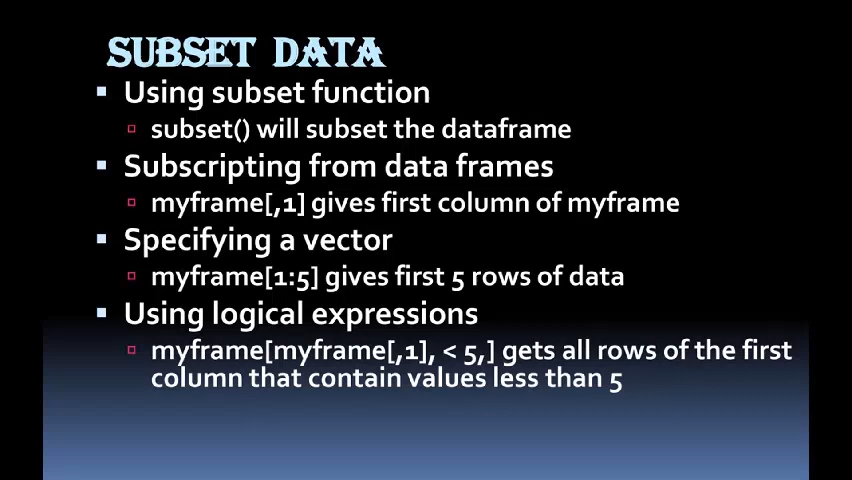 SUBSET DATA
Using subset function
subset() will subset the dataframe
Subscripting from data frames
myframe[,1] gives first column of myframe
Specifying a vector
myframe[1:5] gives first 5 rows of data
Using logical expressions
myframe[myframe[,1], < 5,] gets all rows of the first
column that contain values less than 5